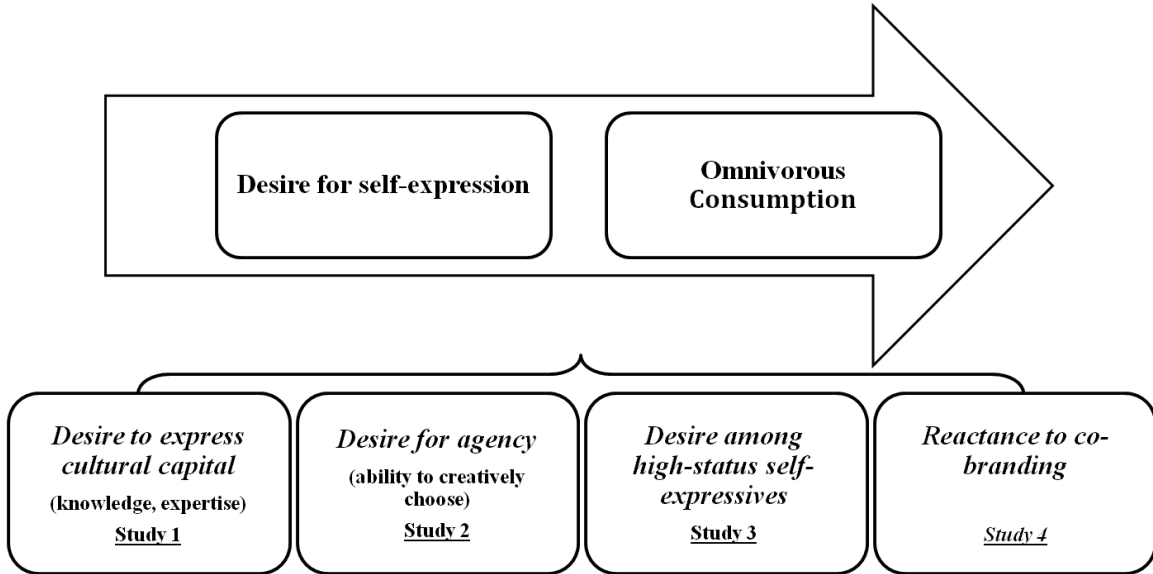 Desire for self-expression
Omnivorous
Consumption
Desire to express
cultural capital
(knowledge, expertise)
Study 1
Desire for agency
(ability to creatively
choose)
Study 2
Desire among
high-status self-
expressives
Study 3
Reactance to co-
branding
Study 4